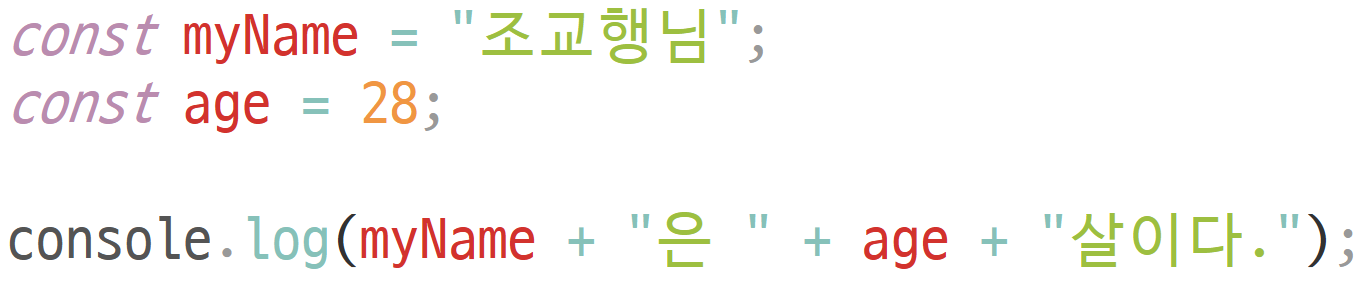 const myName = "조교행님";
const age = 28;
console.log(myName + "은 " + age + "살이다.");